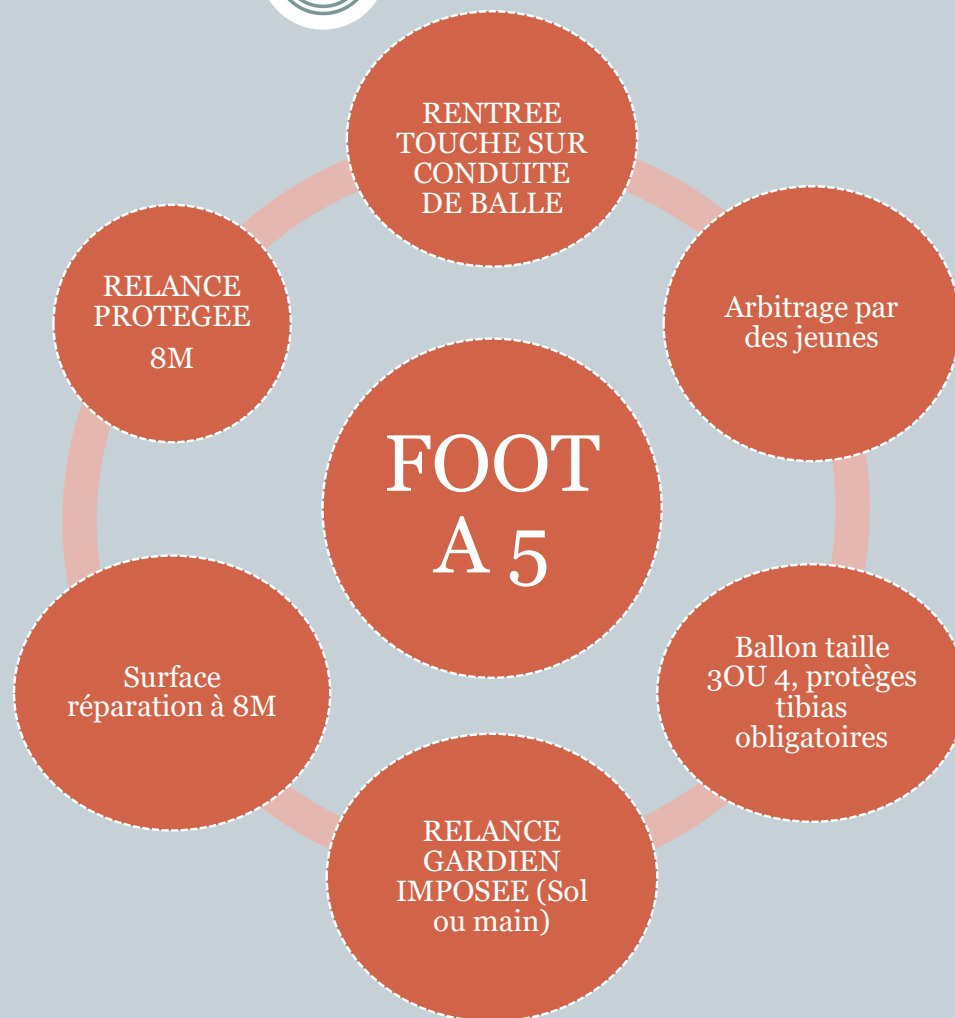 RENTREE
TOUCHE SUR
CONDUITE
DE BALLE
Arbitrage par
des jeunes
Ballon taille
3OU 4, protèges
tibias
obligatoires
RELANCE
GARDIEN
IMPOSEE (Sol
ou main)
Surface
réparation à 8M
RELANCE
PROTEGEE
8M
FOOT
A 5